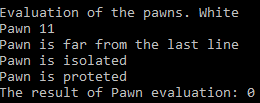 Evaluation of the pawns. White
Pawn 11
Pawn is far from the last line
Pawn is isolated
Pawn is proteted
The result of Pawn evaluation: 0